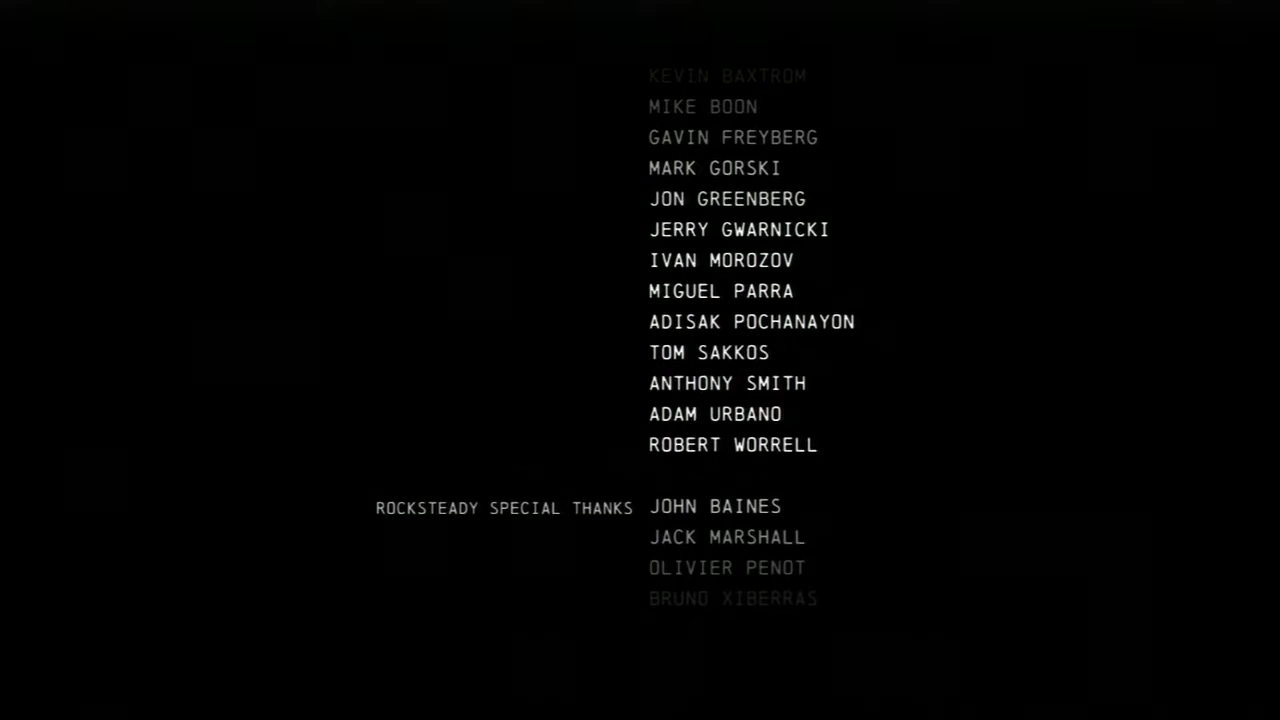 KEVIN BAXTROM
MIKE BOON
GAVIN FREYBERG
MARK GORSKI
JON GREENBERG
JERRY GWARNICKI
IVAN MOROZOV
MIGUEL PARRA
ADISAK POCHANAYON
TOM SAKKOS
ANTHONY SMITH
ADAM URBANO
ROBERT WORRELL
ROCKSTEADY SPECIAL THANKS JOHN BAINES
JACK MARSHALL
OLIVIER PENOT
BRUNO XIBERRAS